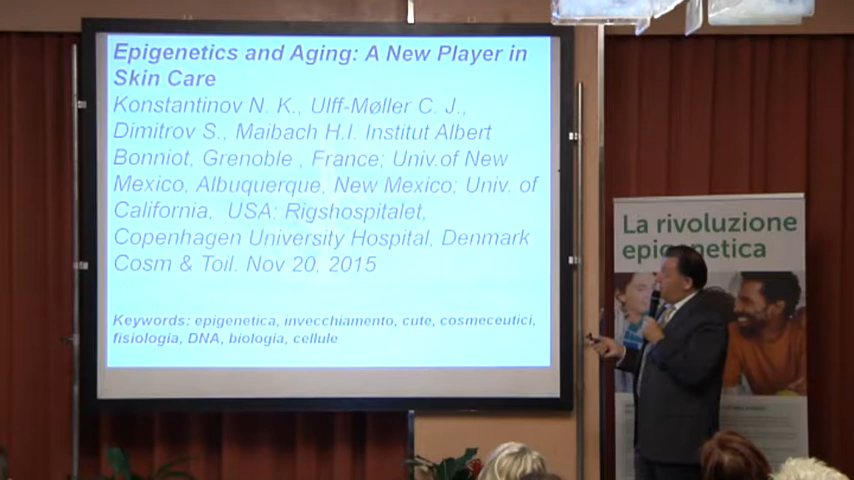 Epigenetics and Aging: A New Player in
Skin Care
Konstantinov N. K., Ulff-Møller C. J.,
Dimitrov S., Maibach H.I. Institut Albert
Bonniot, Grenoble , France; Univ.of New
Mexico, Albuquerque, New Mexico; Univ. of
California, USA: Rigshospitalet,
Copenhagen University Hospital, Denmark
Cosm & Toil. Nov 20, 2015
Keywords: epigenetica, invecchiamento, cute, cosmeceutici,
fisiologia, DNA, biologia, cellule
La rivoluzione
epigenetica